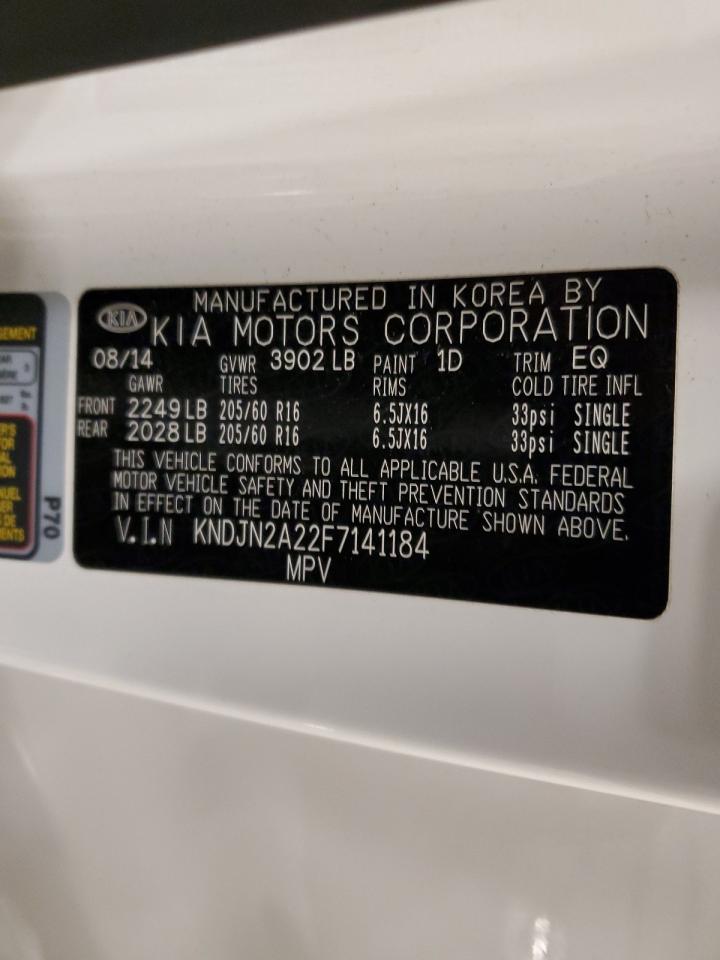 MANUFACTURED IN KOREA BY
KIA KIA MOTORS CORPORATION
08/14 GVWR 3902 LB PAINT 1D TRIM EQ
GAWR TIRES RIMS COLD TIRE INFL
FRONT 2249 LB 205/60 R16 6.5JX16 33psi SINGLE
REAR 2028 LB 205/60 R16 6.5JX16 33psi SINGLE
THIS VEHICLE CONFORMS TO ALL APPLICABLE U.S.A. FEDERAL
MOTOR VEHICLE SAFETY AND THEFT PREVENTION STANDARDS
IN EFFECT ON THE DATE OF MANUFACTURE SHOWN ABOVE.
V.I.N KNDJN2A22F7141184
MPV
P70